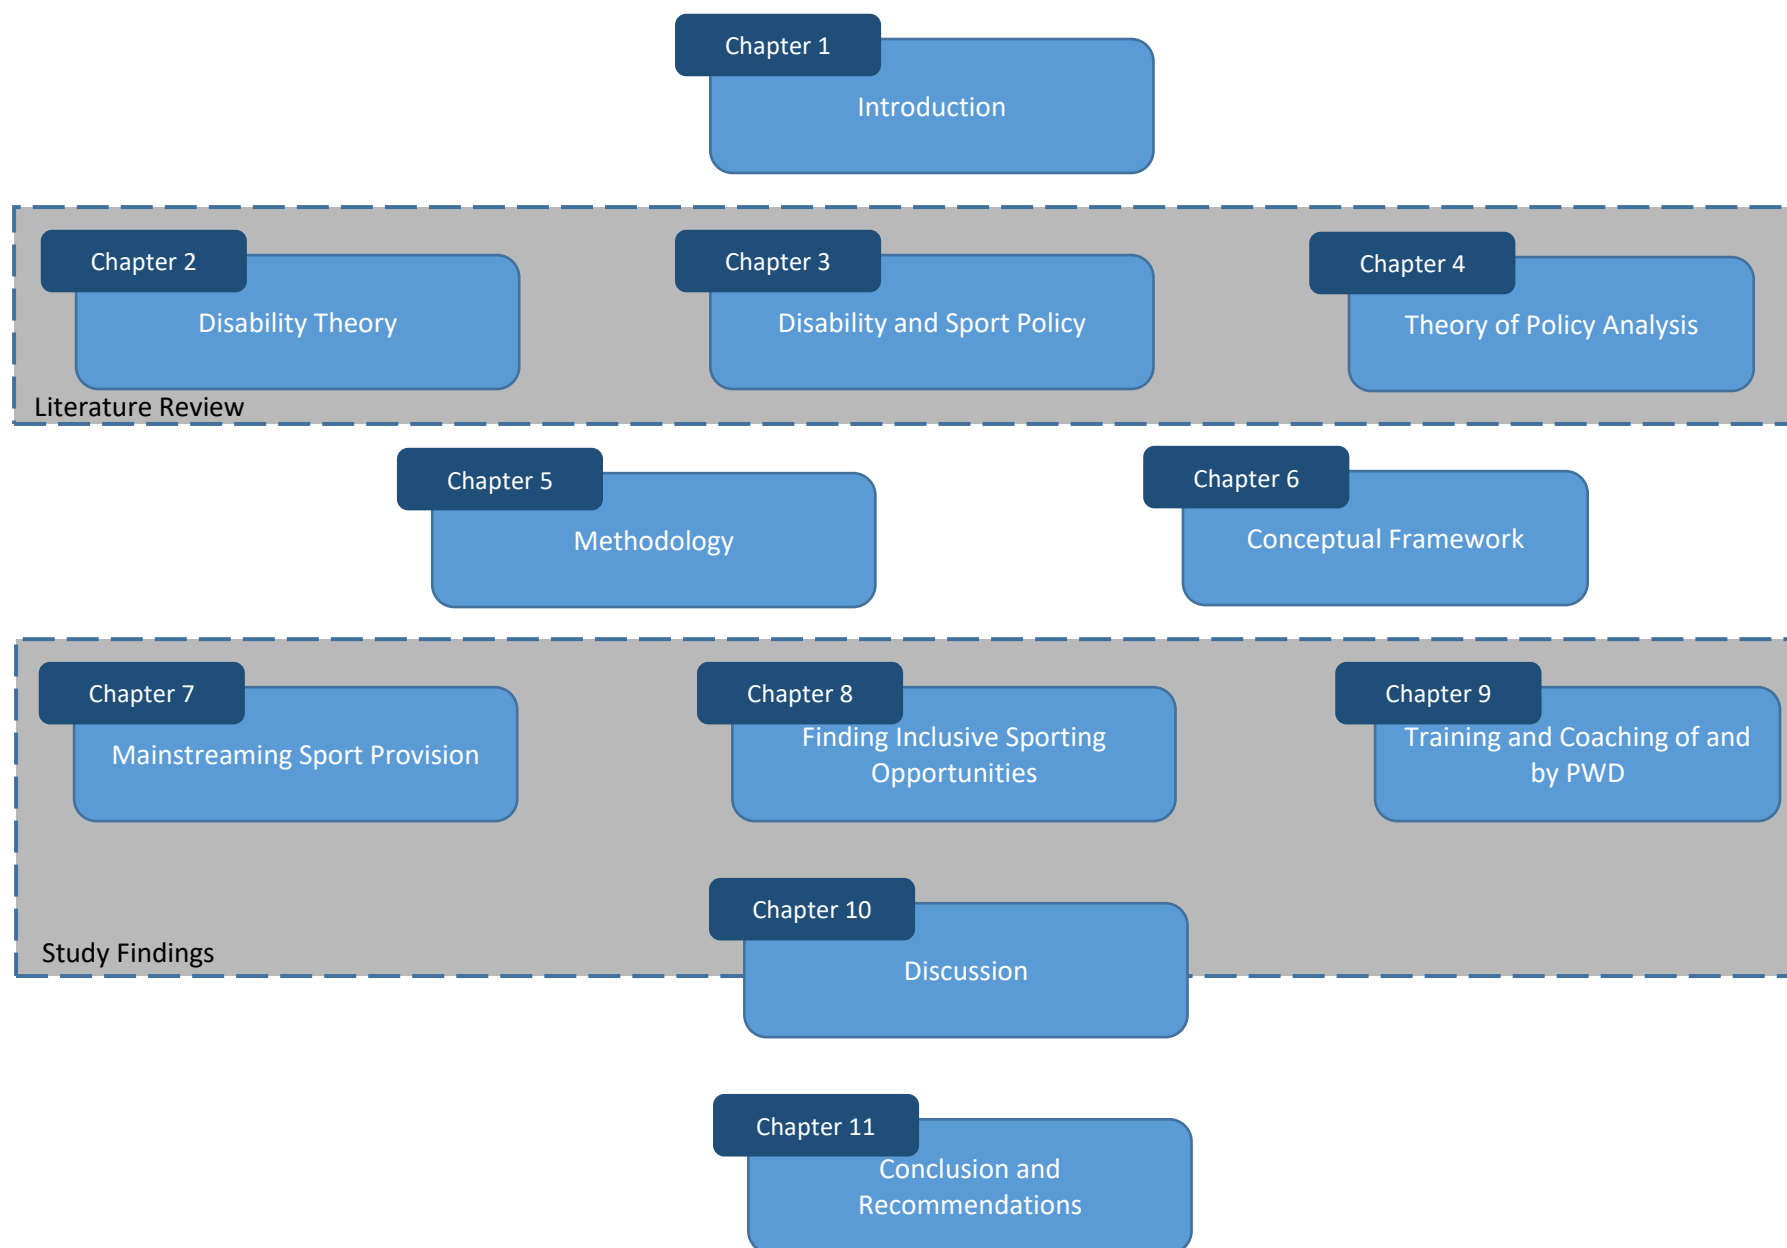 Chapter 1
Introduction
Chapter 2
Disability Theory
Chapter 3
Disability and Sport Policy
Chapter 4
Theory of Policy Analysis
Literature Review
Chapter 5
Methodology
Chapter 6
Conceptual Framework
Chapter 7
Mainstreaming Sport Provision
Chapter 8
Finding Inclusive Sporting
Opportunities
Chapter 9
Training and Coaching of and
by PWD
Chapter 10
Discussion
Study Findings
Chapter 11
Conclusion and
Recommendations